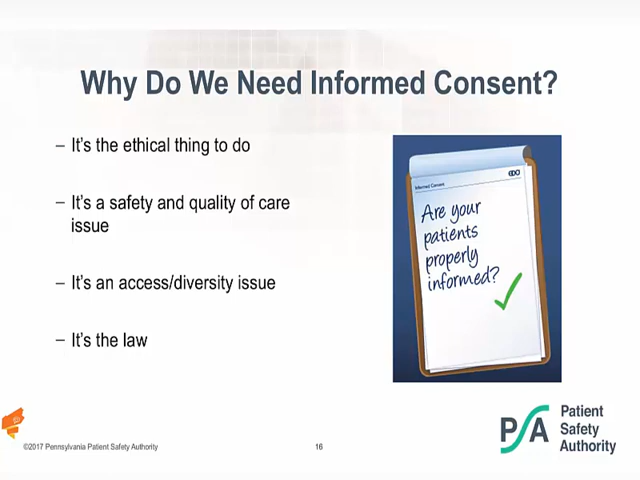 Why Do We Need Informed Consent?
– It's the ethical thing to do
– It's a safety and quality of care
issue
– It's an access/diversity issue
– It's the law
Informed Consent
Are your
patients
properly
informed?
©2017 Pennsylvania Patient Safety Authority
16
PSA
Patient
Safety
Authority